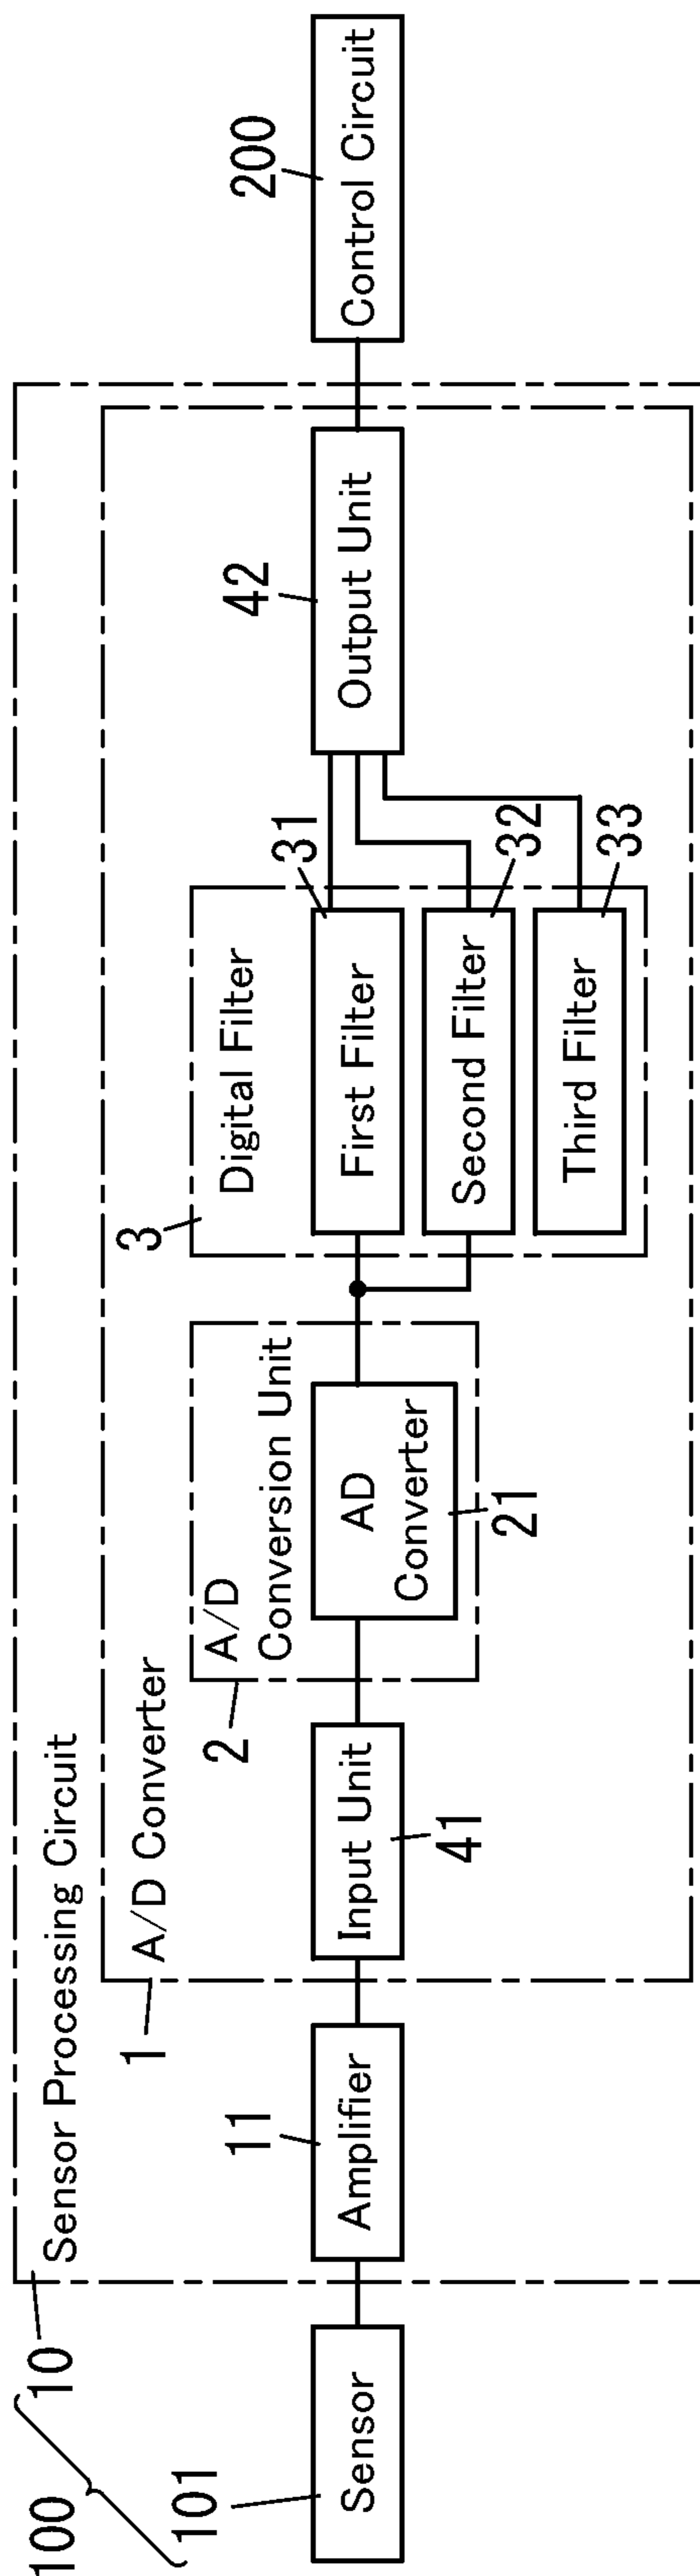 100
10
Sensor Processing Circuit
1
A/D Converter
2
A/D
Conversion Unit
3
Digital Filter
101
Sensor
11
Amplifier
Input Unit
41
AD
Converter
21
First Filter
31
Second Filter
32
Third Filter
33
42
Output Unit
200
Control Circuit